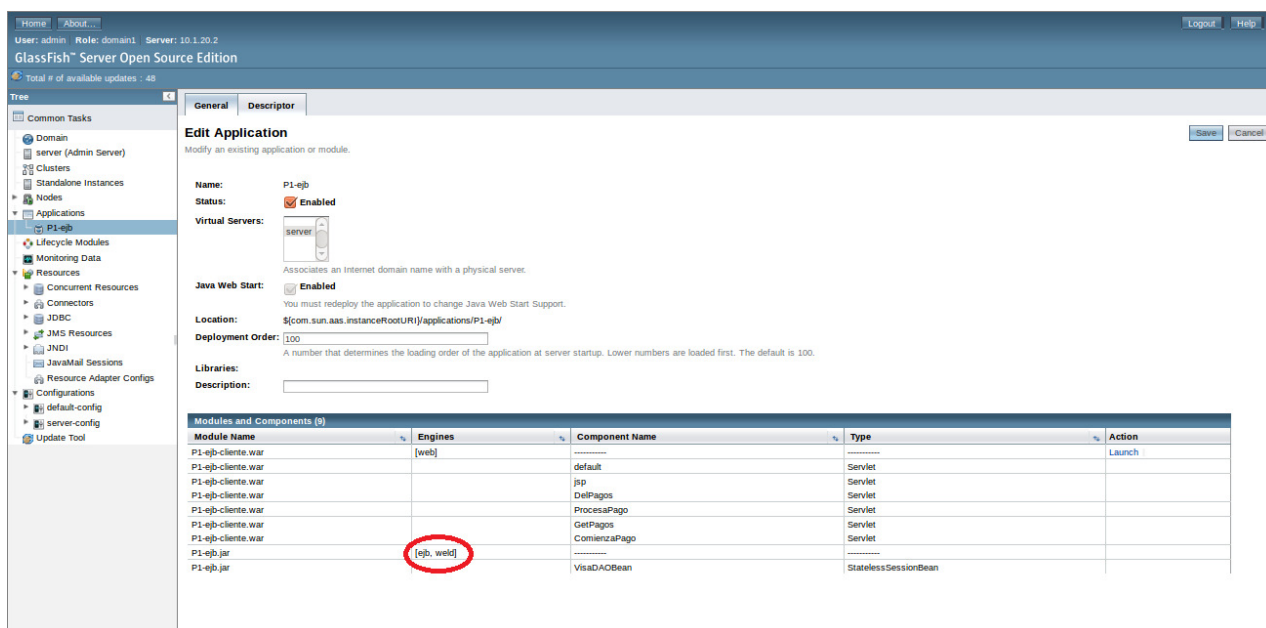 Home About... Logout Help
User: admin Role: domain1 Server: 10.1.20.2
GlassFish™ Server Open Source Edition
Total # of available updates : 48
Tree
Common Tasks
Domain
server (Admin Server)
Clusters
Standalone Instances
Nodes
Applications
P1-ejb
Lifecycle Modules
Monitoring Data
Resources
Concurrent Resources
Connectors
JDBC
JMS Resources
JNDI
JavaMail Sessions
Resource Adapter Configs
Configurations
default-config
server-config
Update Tool
General Descriptor
Edit Application Save Cancel
Modify an existing application or module.
Name: P1-ejb
Status: Enabled
Virtual Servers: server
Associates an Internet domain name with a physical server.
Java Web Start: Enabled
You must redeploy the application to change Java Web Start Support.
Location: ${com.sun.aas.instanceRootURI}/applications/P1-ejb/
Deployment Order: 100
A number that determines the loading order of the application at server startup. Lower numbers are loaded first. The default is 100.
Libraries:
Description:
Modules and Components (9)
Module Name Engines Component Name Type Action
P1-ejb-cliente.war [web] ----------- ----------- Launch
P1-ejb-cliente.war default Servlet
P1-ejb-cliente.war jsp Servlet
P1-ejb-cliente.war DelPagos Servlet
P1-ejb-cliente.war ProcesaPago Servlet
P1-ejb-cliente.war GetPagos Servlet
P1-ejb-cliente.war ComienzaPago Servlet
P1-ejb.jar [ejb, weld] ----------- -----------
P1-ejb.jar VisaDAOBean StatelessSessionBean